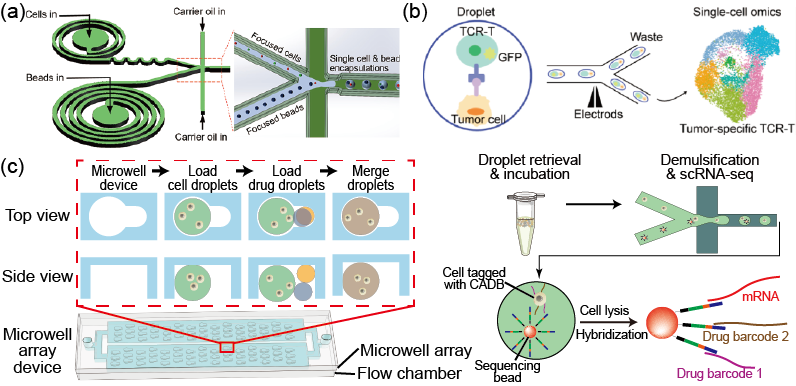 (a)
Cells in
Carrier oil in
Beads in
Carrier oil in
Focused cells
Focused beads
Single cell & bead
encapsulations
(b)
Droplet
TCR-T
GFP
Tumor cell
Waste
Electrods
Single-cell omics
Tumor-specific TCR-T
(c)
Microwell
device
Load
cell droplets
Load
drug droplets
Merge
droplets
Top view
Side view
Microwell
array
device
Microwell array
Flow chamber
Droplet retrieval
& incubation
Demulsification
& scRNA-seq
Cell tagged
with CADB
Sequencing
bead
Cell lysis
Hybridization
mRNA
Drug barcode 2
Drug barcode 1